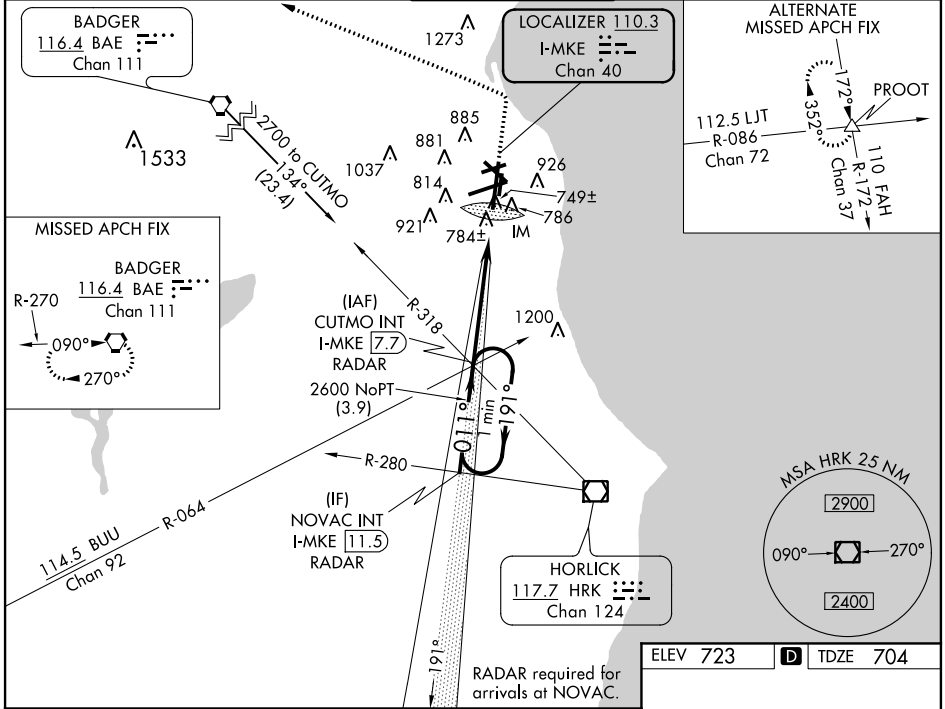 BADGER
116.4 BAE
Chan 111
1273
LOCALIZER 110.3
I-MKE
Chan 40
ALTERNATE
MISSED APCH FIX
172°
352°
PROOT
112.5 LJT
R-086
Chan 72
110 FAH
R-172
Chan 37
2700 to CUTMO
134°
(23.4)
1533
885
881
1037
814
926
749±
786
921
784±
IM
MISSED APCH FIX
BADGER
116.4 BAE
Chan 111
R-270
090°
270°
R-318
(IAF)
CUTMO INT
I-MKE 7.7
RADAR
1200
2600 NoPT
(3.9)
011°
1 min
191°
R-280
(IF)
NOVAC INT
I-MKE 11.5
RADAR
R-064
114.5 BUU
Chan 92
HORLICK
117.7 HRK
Chan 124
MSA HRK 25 NM
2900
090°
270°
2400
191°
RADAR required for
arrivals at NOVAC.
ELEV 723 D TDZE 704